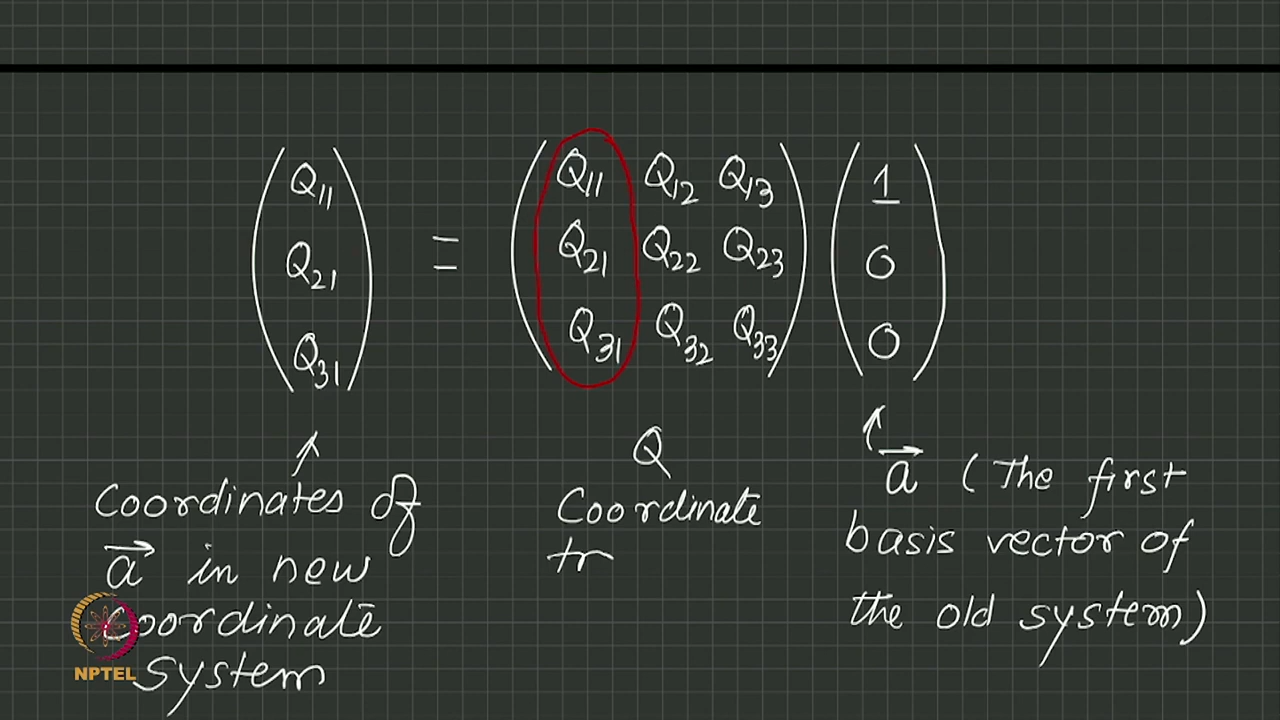 (Q11 Q21 Q31) = (Q11 Q12 Q13 Q21 Q22 Q23 Q31 Q32 Q33) (1 0 0)
Coordinates of
a⃗ in new
coordinate
system
Q
Coordinate
tr
a⃗ (The first
basis vector of
the old system)
NPTEL